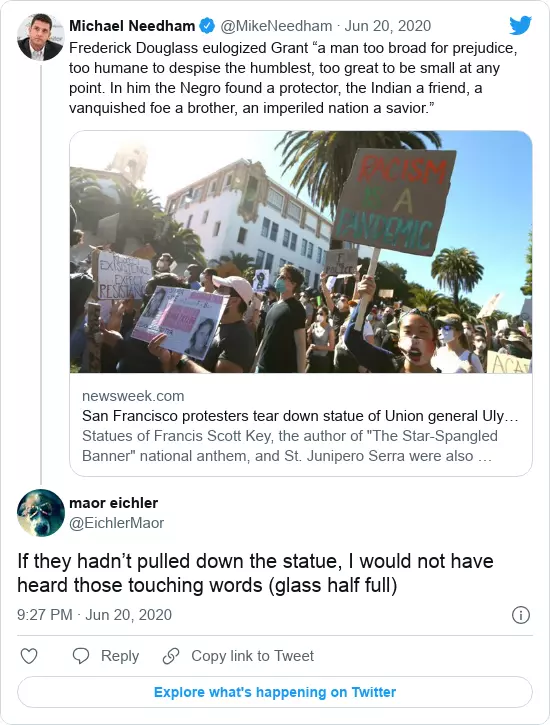 Michael Needham @MikeNeedham · Jun 20, 2020
Frederick Douglass eulogized Grant “a man too broad for prejudice,
too humane to despise the humblest, too great to be small at any
point. In him the Negro found a protector, the Indian a friend, a
vanquished foe a brother, an imperiled nation a savior.”
RACISM
IS A
PANDEMIC
EXISTENCE
EXPECT
RESISTANCE
newsweek.com
San Francisco protesters tear down statue of Union general Uly…
Statues of Francis Scott Key, the author of "The Star-Spangled
Banner" national anthem, and St. Junipero Serra were also …
maor eichler
@EichlerMaor
If they hadn’t pulled down the statue, I would not have
heard those touching words (glass half full)
9:27 PM · Jun 20, 2020
Reply
Copy link to Tweet
Explore what's happening on Twitter